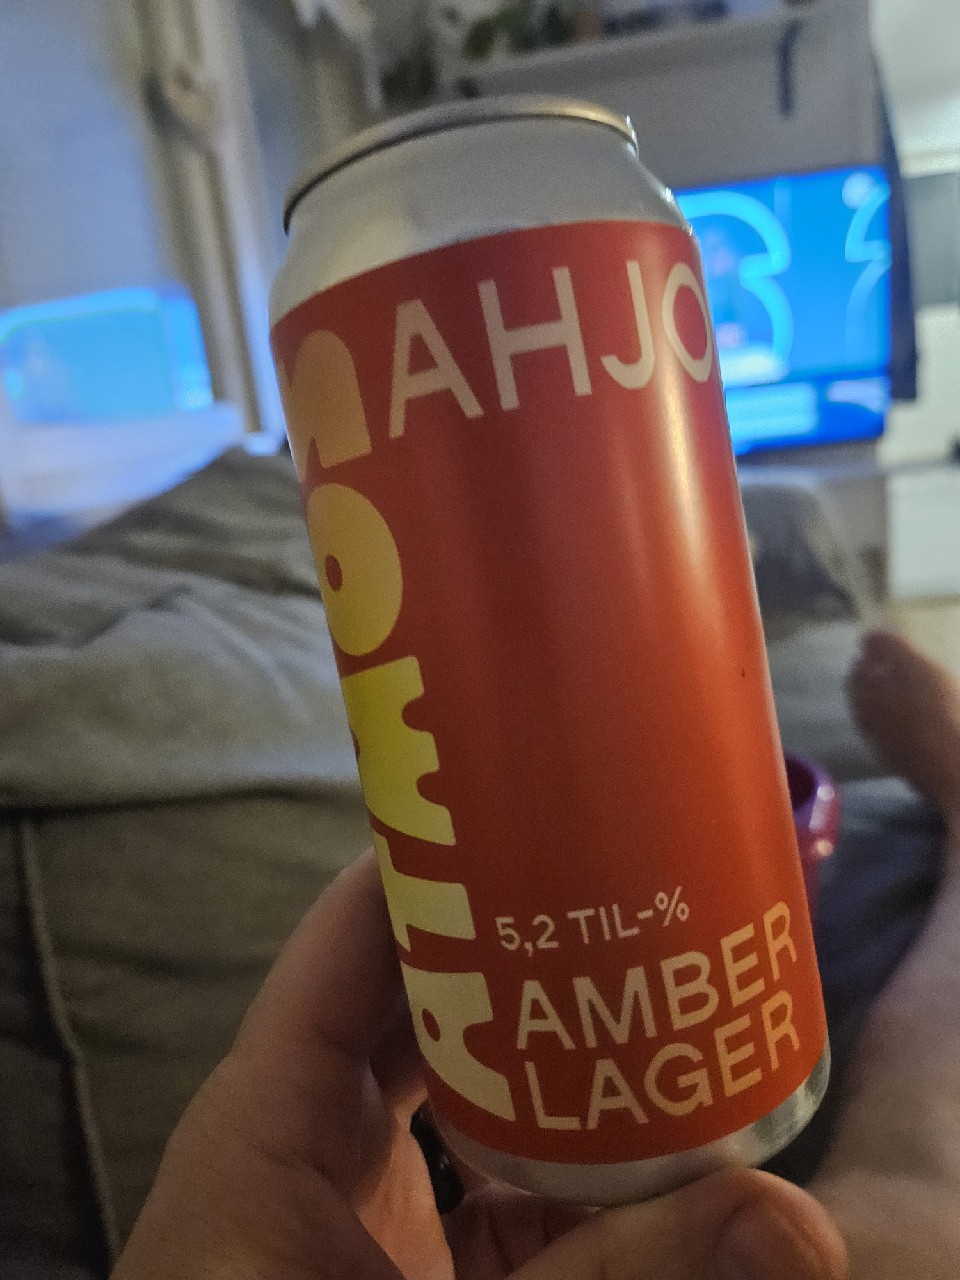 AHJO
5,2 TIL-%
AMBER
LAGER